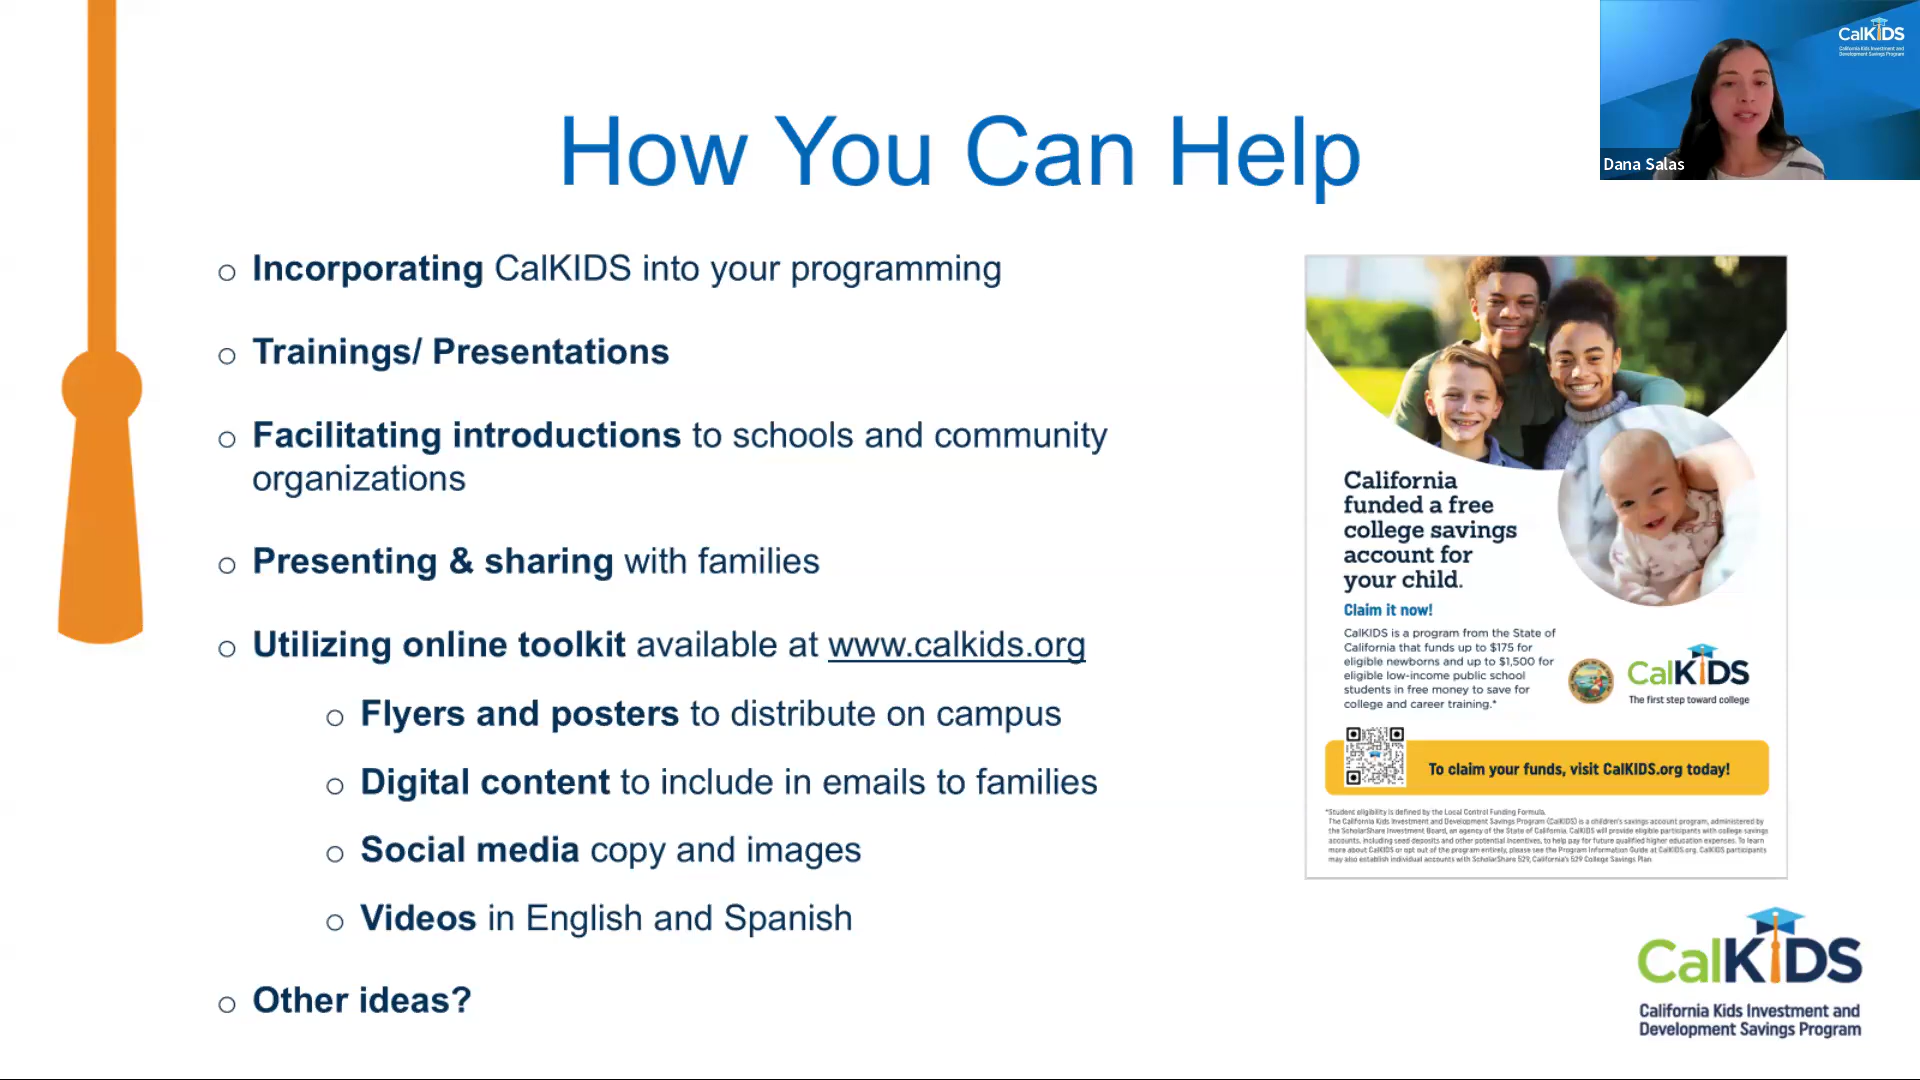 How You Can Help
CalKIDS
California Kids Investment and
Development Savings Program
Dana Salas
Incorporating CalKIDS into your programming
Trainings/ Presentations
Facilitating introductions to schools and community
organizations
Presenting & sharing with families
Utilizing online toolkit available at www.calkids.org
Flyers and posters to distribute on campus
Digital content to include in emails to families
Social media copy and images
Videos in English and Spanish
Other ideas?
California
funded a free
college savings
account for
your child.
Claim it now!
CalKIDS is a program from the State of
California that funds up to $175 for
eligible newborns and up to $1,500 for
eligible low-income public school
students in free money to save for
college and career training.*
CalKIDS
The first step toward college
To claim your funds, visit CalKIDS.org today!
*Student eligibility is defined by the Local Control Funding Formula.
The California Kids Investment and Development Savings Program (CalKIDS) is a children's savings account program, administered by
the ScholarShare Investment Board, an agency of the State of California. CalKIDS will provide eligible participants with college savings
accounts, including seed deposits and other potential incentives, to help pay for future qualified higher education expenses. To learn
more about CalKIDS or opt out of the program entirely, please see the Program Information Guide at CalKIDS.org. CalKIDS participants
may also establish individual accounts with ScholarShare 529, California's 529 College Savings Plan.
CalKIDS
California Kids Investment and
Development Savings Program